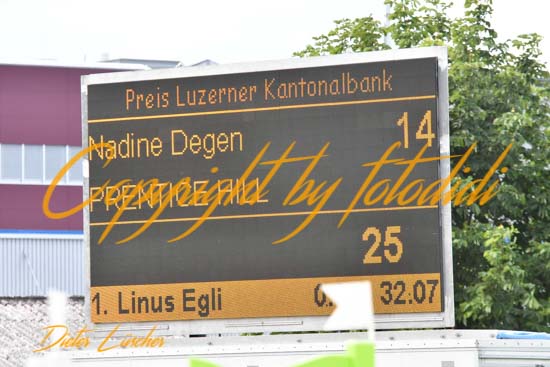 Preis Luzerner Kantonalbank
Nadine Degen 14
PRENTICE HILL
Copyright by fotodidi
25
1. Linus Egli 0. 32.07
Dieter Lüscher